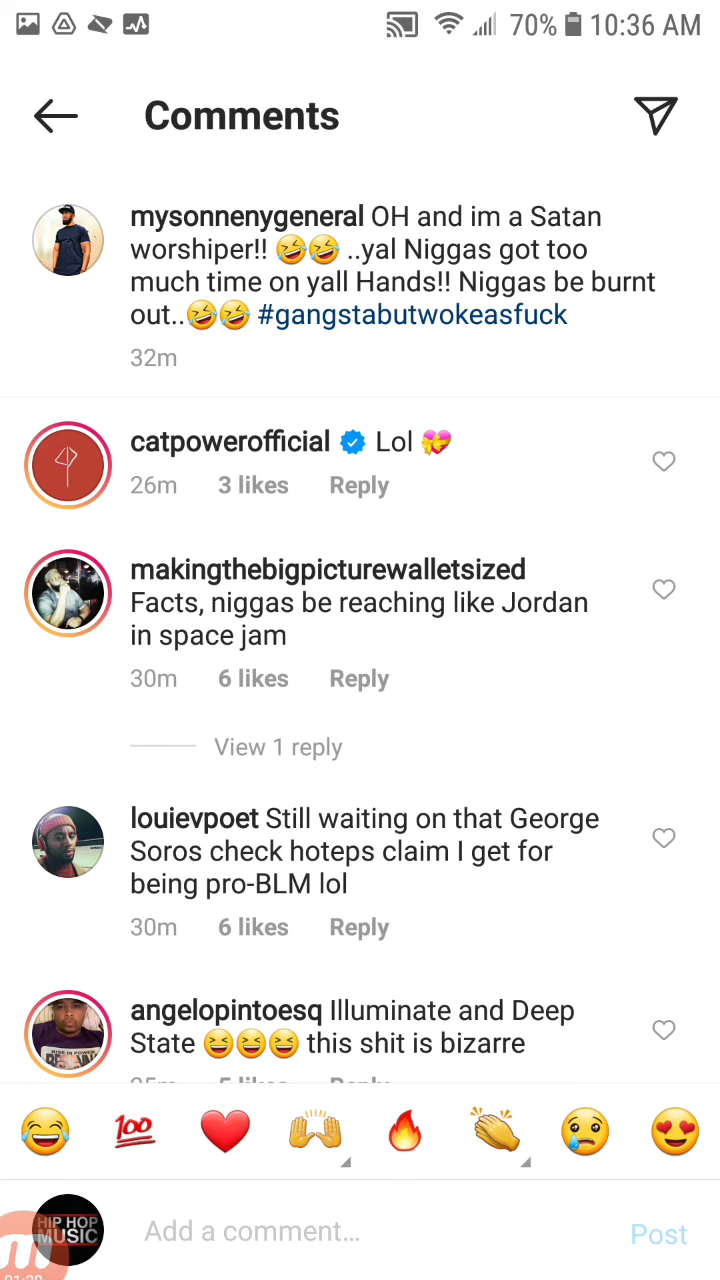 70% 10:36 AM
Comments
mysonnenygeneral OH and im a Satan
worshiper!! 🤣🤣 ..yal Niggas got too
much time on yall Hands!! Niggas be burnt
out..🤣🤣 #gangstabutwokeasfuck
32m
catpowerofficial Lol 💝
26m 3 likes Reply
makingthebigpicturewalletsized
Facts, niggas be reaching like Jordan
in space jam
30m 6 likes Reply
View 1 reply
louievpoet Still waiting on that George
Soros check hoteps claim I get for
being pro-BLM lol
30m 6 likes Reply
angelopintoesq Illuminate and Deep
State 😆😆😆 this shit is bizarre
HIP HOP
MUSIC
Add a comment...
Post